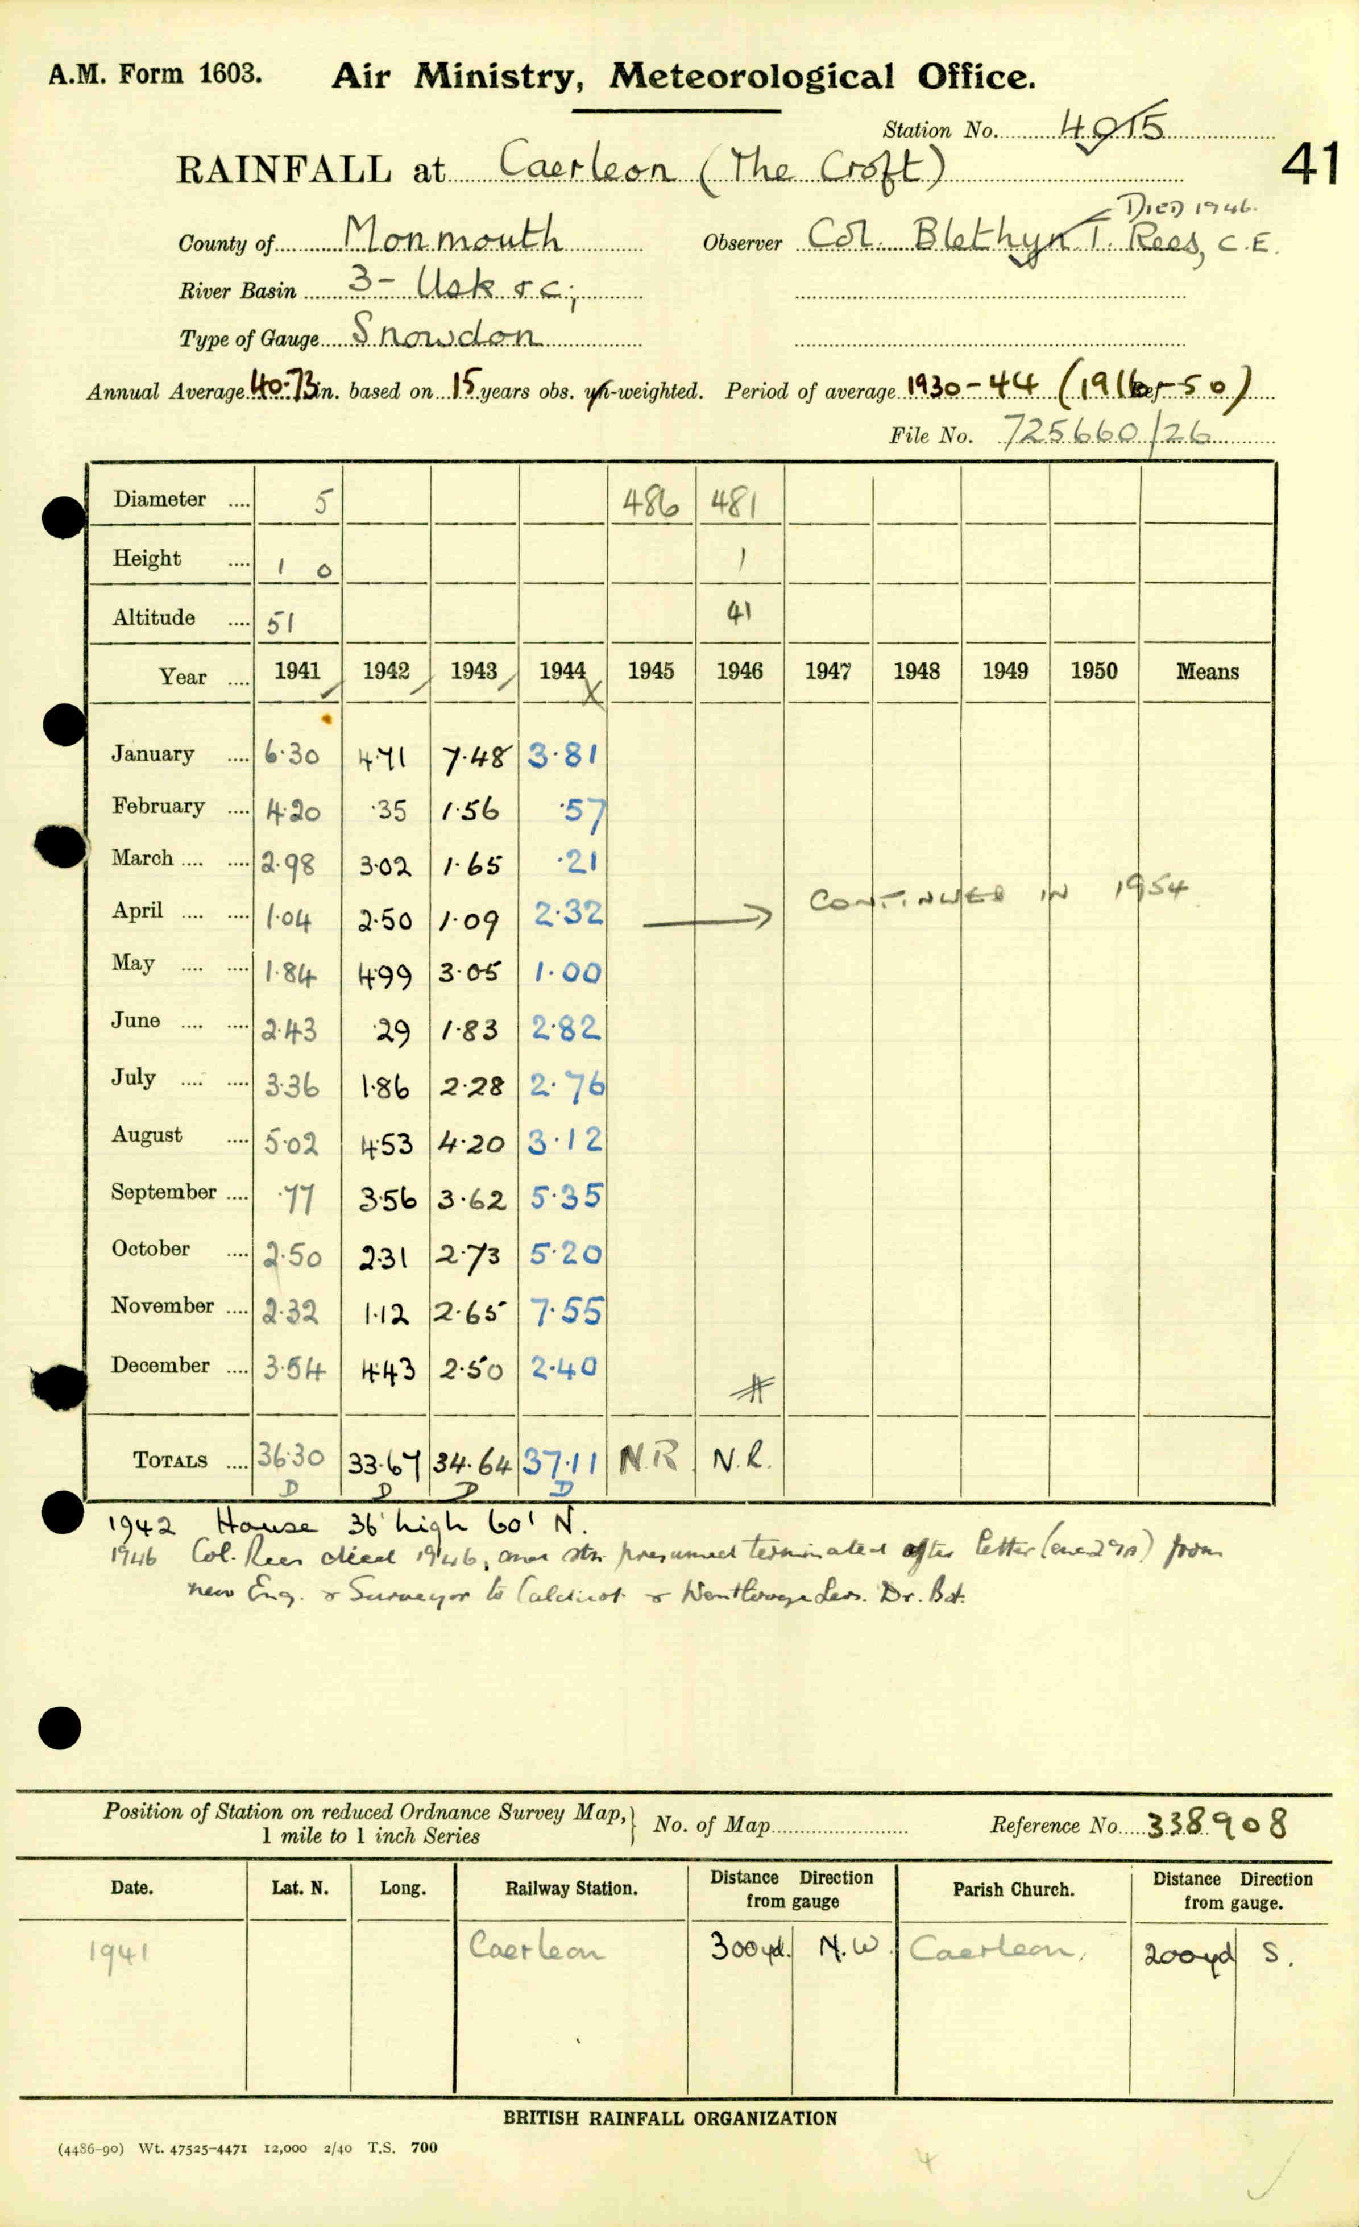 A.M. Form 1603. Air Ministry, Meteorological Office.
Station No. 4015
RAINFALL at Caerleon (The Croft) 41
DIED 1946.
County of Monmouth Observer Col. Blethyn T. Rees, C.E.
River Basin 3- Usk &c;
Type of Gauge Snowdon
Annual Average 40.73 in. based on 15 years obs. un-weighted. Period of average 1930-44 (1916-50)
File No. 725660/26
Diameter .... 5 486 481
Height .... 1 0 1
Altitude .... 51 41
Year .... 1941 1942 1943 1944 1945 1946 1947 1948 1949 1950 Means
January .... 6.30 4.71 7.48 3.81
February .... 4.20 .35 1.56 .57
March .... .... 2.98 3.02 1.65 .21
April .... .... 1.04 2.50 1.09 2.32 → CONTINUED IN 1954
May .... .... 1.84 4.99 3.05 1.00
June .... .... 2.43 .29 1.83 2.82
July .... .... 3.36 1.86 2.28 2.76
August .... 5.02 4.53 4.20 3.12
September .... .77 3.56 3.62 5.35
October .... 2.50 2.31 2.73 5.20
November .... 2.32 1.12 2.65 7.55
December .... 3.54 4.43 2.50 2.40
TOTALS .... 36.30 33.67 34.64 37.11 N.R. N.R.
D D D D
1942 House 36' high 60' N.
1946 Col. Rees died 1946, and stn presumed terminated after letter from
new Eng. & Surveyor to Caldicot & Wentlooge Levs. Dr. Bd.
Position of Station on reduced Ordnance Survey Map, 1 mile to 1 inch Series } No. of Map Reference No. 338908
Date. Lat. N. Long. Railway Station. Distance Direction from gauge Parish Church. Distance Direction from gauge.
1941 Caerleon 300 yd. N.W. Caerleon. 200 yd S.
BRITISH RAINFALL ORGANIZATION
(4486-90) Wt. 47525-4471 12,000 2/40 T.S. 700
4